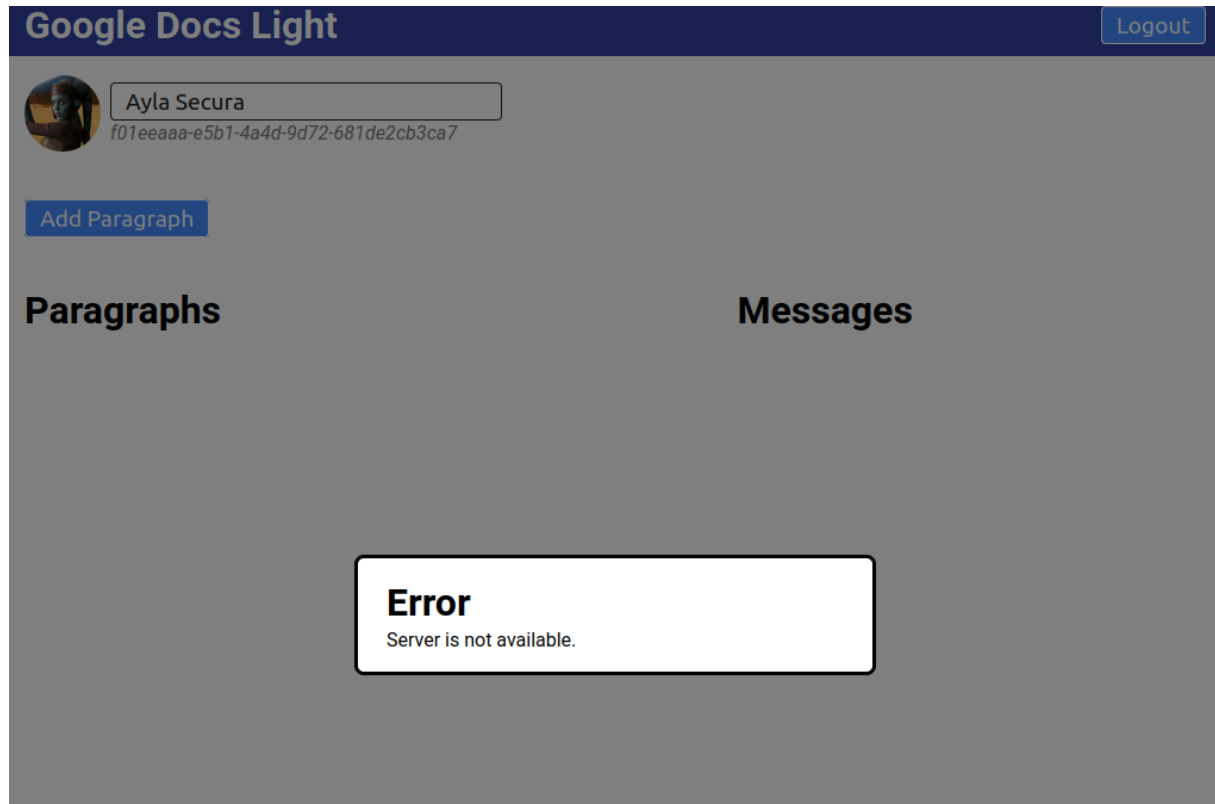 Google Docs Light
Logout
Ayla Secura
f01eeaaa-e5b1-4a4d-9d72-681de2cb3ca7
Add Paragraph
Paragraphs
Messages
Error
Server is not available.